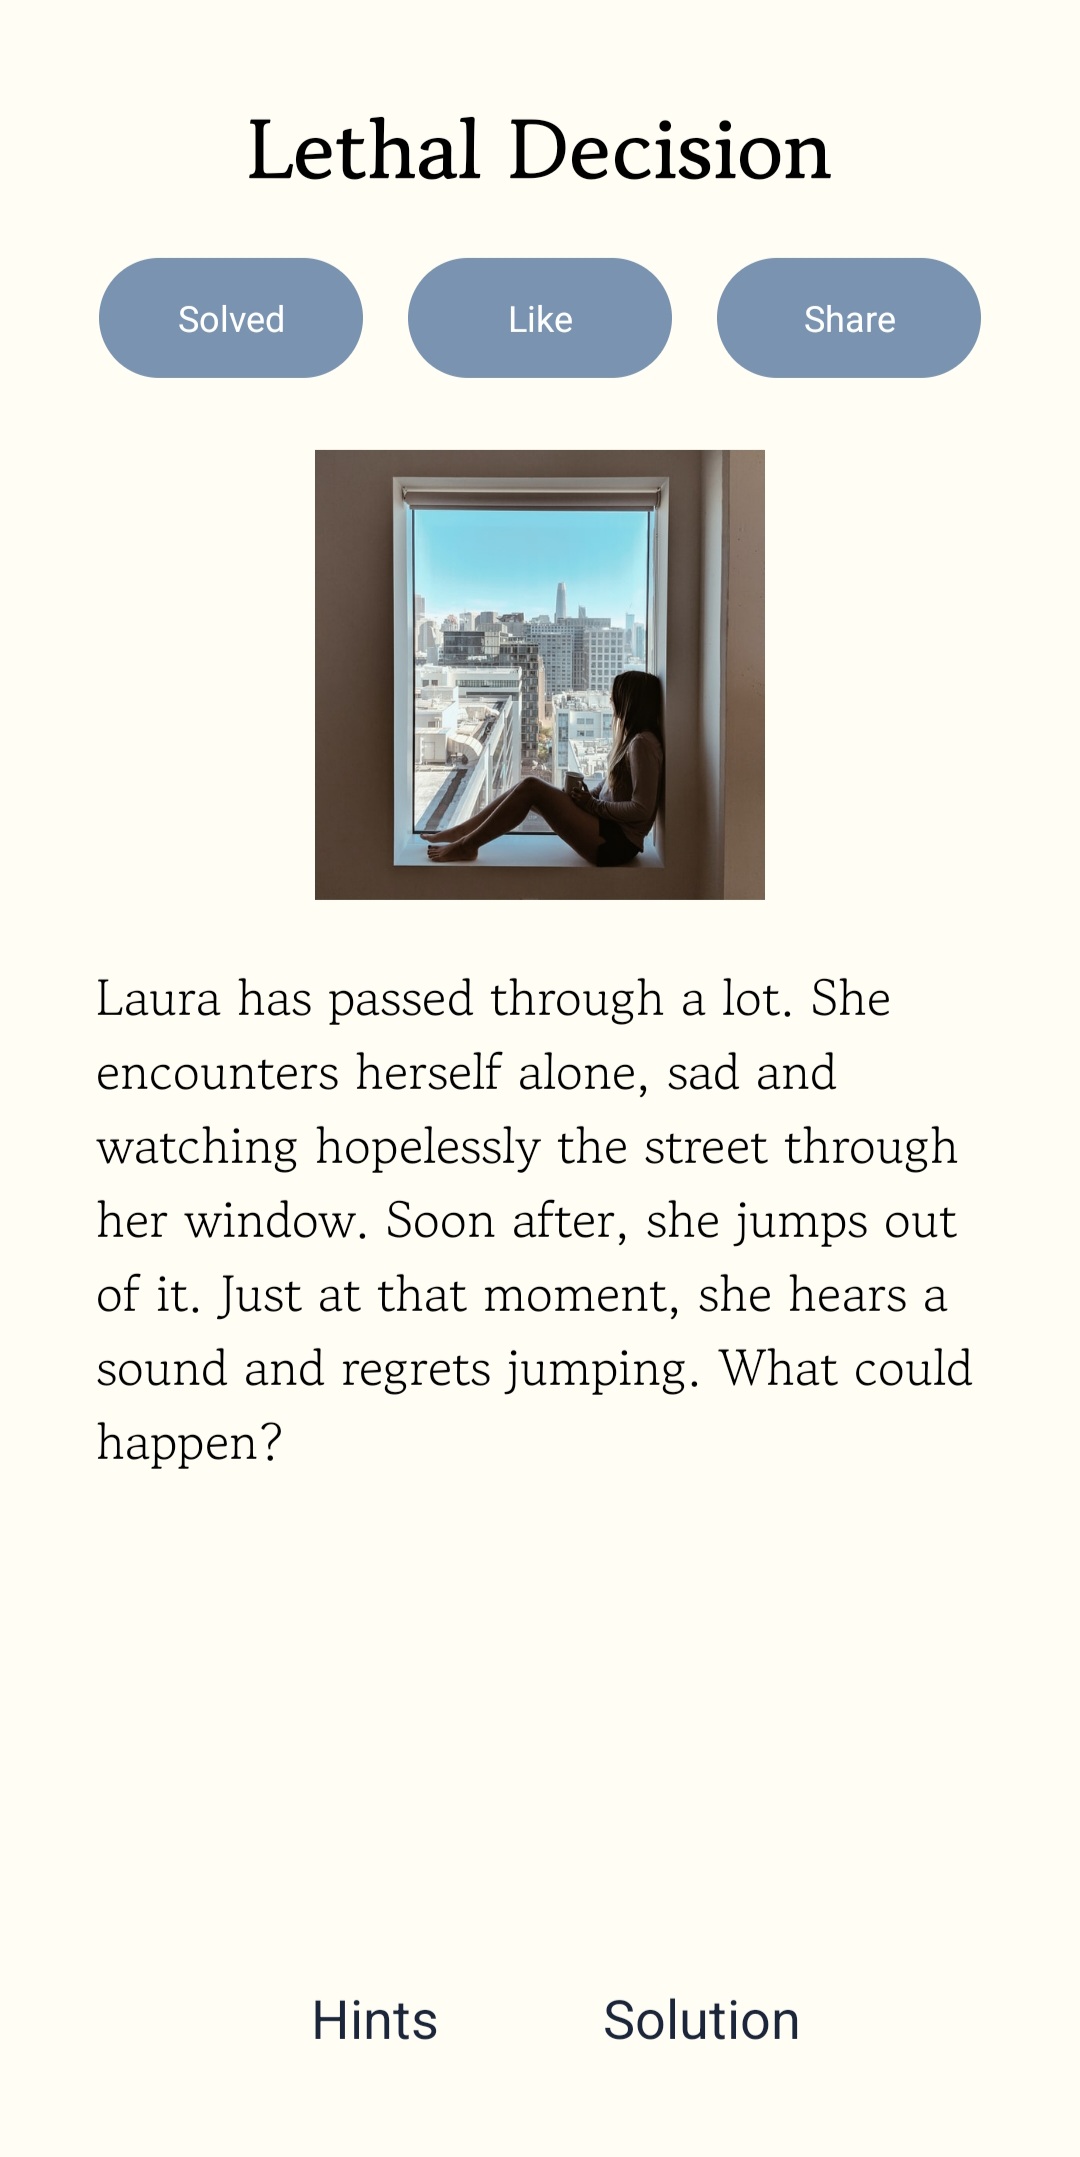 Lethal Decision
Solved
Like
Share
Laura has passed through a lot. She
encounters herself alone, sad and
watching hopelessly the street through
her window. Soon after, she jumps out
of it. Just at that moment, she hears a
sound and regrets jumping. What could
happen?
Hints
Solution